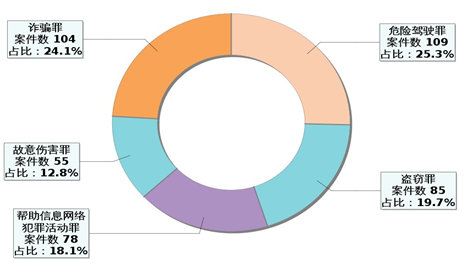 诈骗罪
案件数 104
占比：24.1%
危险驾驶罪
案件数 109
占比：25.3%
故意伤害罪
案件数 55
占比：12.8%
盗窃罪
案件数 85
占比：19.7%
帮助信息网络
犯罪活动罪
案件数 78
占比：18.1%